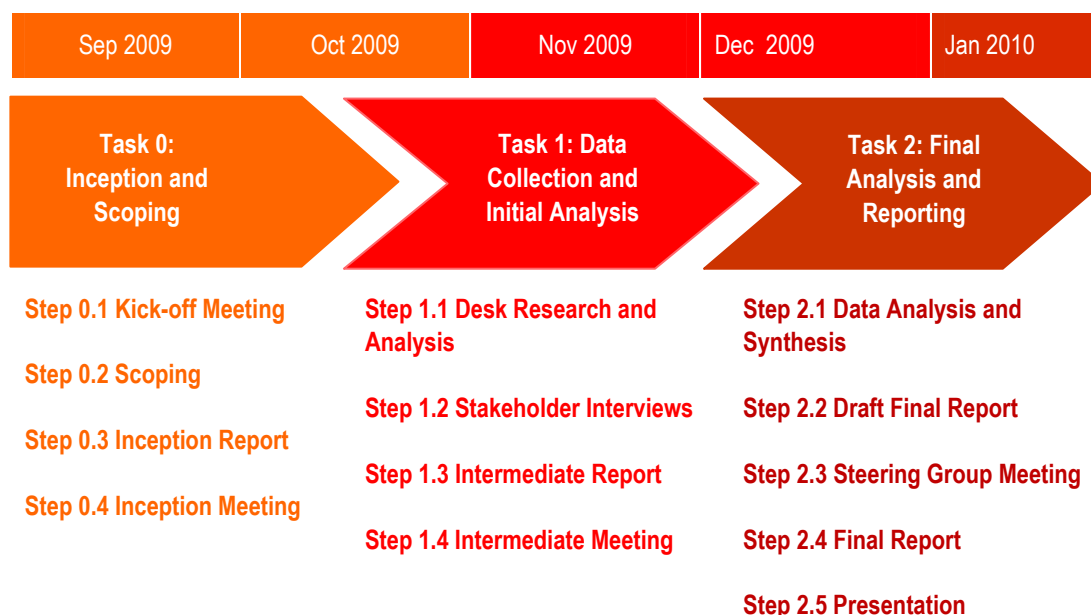 Sep 2009
Oct 2009
Nov 2009
Dec 2009
Jan 2010
Task 0:
Inception and
Scoping
Task 1: Data
Collection and
Initial Analysis
Task 2: Final
Analysis and
Reporting
Step 0.1 Kick-off Meeting
Step 0.2 Scoping
Step 0.3 Inception Report
Step 0.4 Inception Meeting
Step 1.1 Desk Research and
Analysis
Step 1.2 Stakeholder Interviews
Step 1.3 Intermediate Report
Step 1.4 Intermediate Meeting
Step 2.1 Data Analysis and
Synthesis
Step 2.2 Draft Final Report
Step 2.3 Steering Group Meeting
Step 2.4 Final Report
Step 2.5 Presentation